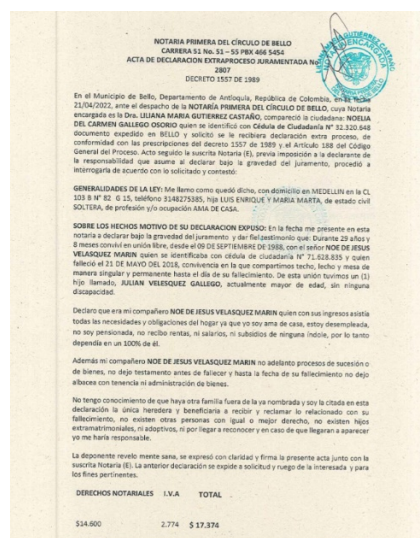 NOTARIA PRIMERA DEL CÍRCULO DE BELLO
CARRERA 51 No. 51 – 55 PBX 466 5454
ACTA DE DECLARACION EXTRAPROCESO JURAMENTADA No
2807
DECRETO 1557 DE 1989
En el Municipio de Bello, Departamento de Antioquia, República de Colombia, en la fecha
21/04/2022, ante el despacho de la NOTARÍA PRIMERA DEL CÍRCULO DE BELLO, cuya Notaria
encargada es la Dra. LILIANA MARIA GUTIERREZ CASTAÑO, compareció la ciudadana: NOELIA
DEL CARMEN GALLEGO OSORIO quien se identificó con Cédula de Ciudadanía N° 32.320.648
documento expedido en BELLO y solicito se le recibiera declaración extra proceso, de
conformidad con las prescripciones del decreto 1557 de 1989 y, el Artículo 188 del Código
General del Proceso. Acto seguido la suscrita Notaria (E), previa imposición a la declarante de
la responsabilidad que asuma al declarar bajo la gravedad del juramento, procedió a
interrogarla de acuerdo con lo solicitado y contestó:
GENERALIDADES DE LA LEY: Me llamo como quedó dicho, con domicilio en MEDELLIN en la CL
103 B N° 82 G 15, teléfono 3148275385, hija LUIS ENRIQUE Y MARIA MARTA, de estado civil
SOLTERA, de profesión y/o ocupación AMA DE CASA.
SOBRE LOS HECHOS MOTIVO DE SU DECLARACION EXPUSO: En la fecha me presente en esta
notaria a declarar bajo la gravedad del juramento y dar fiel testimonio que: Durante 29 años y
8 meses conviví en unión libre, desde el 09 DE SEPTIEMBRE DE 1988, con el señor NOE DE JESUS
VELASQUEZ MARIN quien se identificaba con cédula de ciudadanía N° 71.628.835 y quien
falleció el 21 DE MAYO DEL 2018, convivencia en la que compartimos techo, lecho y mesa de
manera singular y permanente hasta el día de su fallecimiento. De esta unión tuvimos un (1)
hijo llamado, JULIAN VELESQUEZ GALLEGO, actualmente mayor de edad, sin ninguna
discapacidad.
Declaro que era mi compañero NOE DE JESUS VELASQUEZ MARIN quien con sus ingresos asistía
todas las necesidades y obligaciones del hogar ya que yo soy ama de casa, estoy desempleada,
no soy pensionada, no recibo rentas, ni salarios, ni subsidios de ninguna índole, por lo tanto
dependía en un 100% de él.
Además mi compañero NOE DE JESUS VELASQUEZ MARIN no adelanto procesos de sucesión o
de bienes, no dejo testamento antes de fallecer y hasta la fecha de su fallecimiento no dejo
albacea con tenencia ni administración de bienes.
No tengo conocimiento de que haya otra familia fuera de la ya nombrada y soy la citada en esta
declaración la única heredera y beneficiaria a recibir y reclamar lo relacionado con su
fallecimiento, no existen otras personas con igual o mejor derecho, no existen hijos
extramatrimoniales, ni adoptivos, ni por llegar a reconocer y en caso de que llegaran a aparecer
yo me haría responsable.
La deponente revelo mente sana, se expresó con claridad y firma la presente acta junto con la
suscrita Notaria (E). La anterior declaración se expide a solicitud y ruego de la interesada y para
los fines pertinentes.
DERECHOS NOTARIALES I.V.A TOTAL
$14.600 2.774 $ 17.374